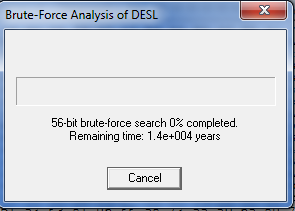 Brute-Force Analysis of DESL
56-bit brute-force search 0% completed.
Remaining time: 1.4e+004 years
Cancel